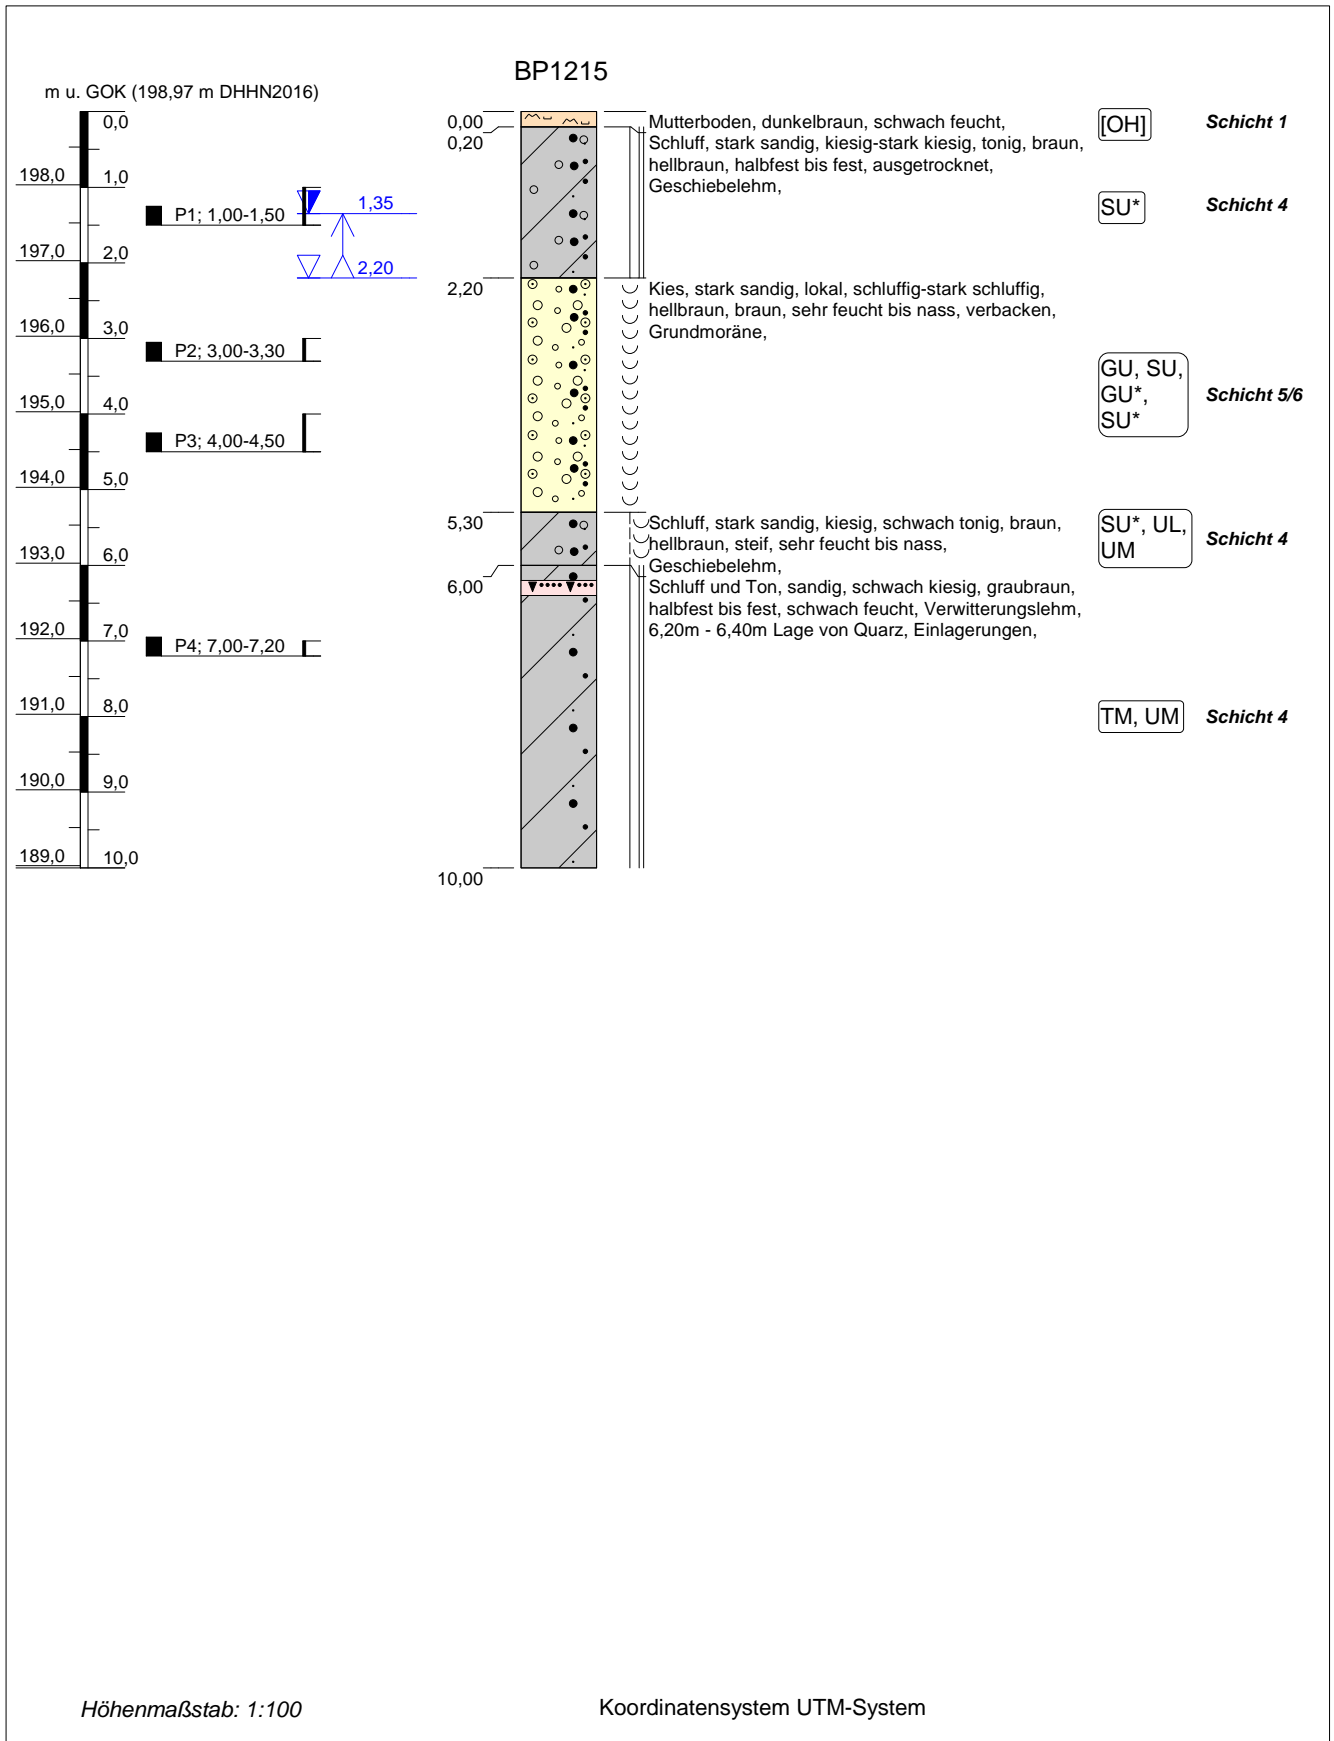 BP1215
m u. GOK (198,97 m DHHN2016)
0,0
198,0
1,0
197,0
2,0
196,0
3,0
195,0
4,0
194,0
5,0
193,0
6,0
192,0
7,0
191,0
8,0
190,0
9,0
189,0
10,0
P1; 1,00-1,50
P2; 3,00-3,30
P3; 4,00-4,50
P4; 7,00-7,20
1,35
2,20
0,00
0,20
2,20
5,30
6,00
10,00
Mutterboden, dunkelbraun, schwach feucht,
Schluff, stark sandig, kiesig-stark kiesig, tonig, braun,
hellbraun, halbfest bis fest, ausgetrocknet,
Geschiebelehm,
Kies, stark sandig, lokal, schluffig-stark schluffig,
hellbraun, braun, sehr feucht bis nass, verbacken,
Grundmoräne,
Schluff, stark sandig, kiesig, schwach tonig, braun,
hellbraun, steif, sehr feucht bis nass,
Geschiebelehm,
Schluff und Ton, sandig, schwach kiesig, graubraun,
halbfest bis fest, schwach feucht, Verwitterungslehm,
6,20m - 6,40m Lage von Quarz, Einlagerungen,
[OH]
Schicht 1
SU*
Schicht 4
GU, SU,
GU*,
SU*
Schicht 5/6
SU*, UL,
UM
Schicht 4
TM, UM
Schicht 4
Höhenmaßstab: 1:100
Koordinatensystem UTM-System